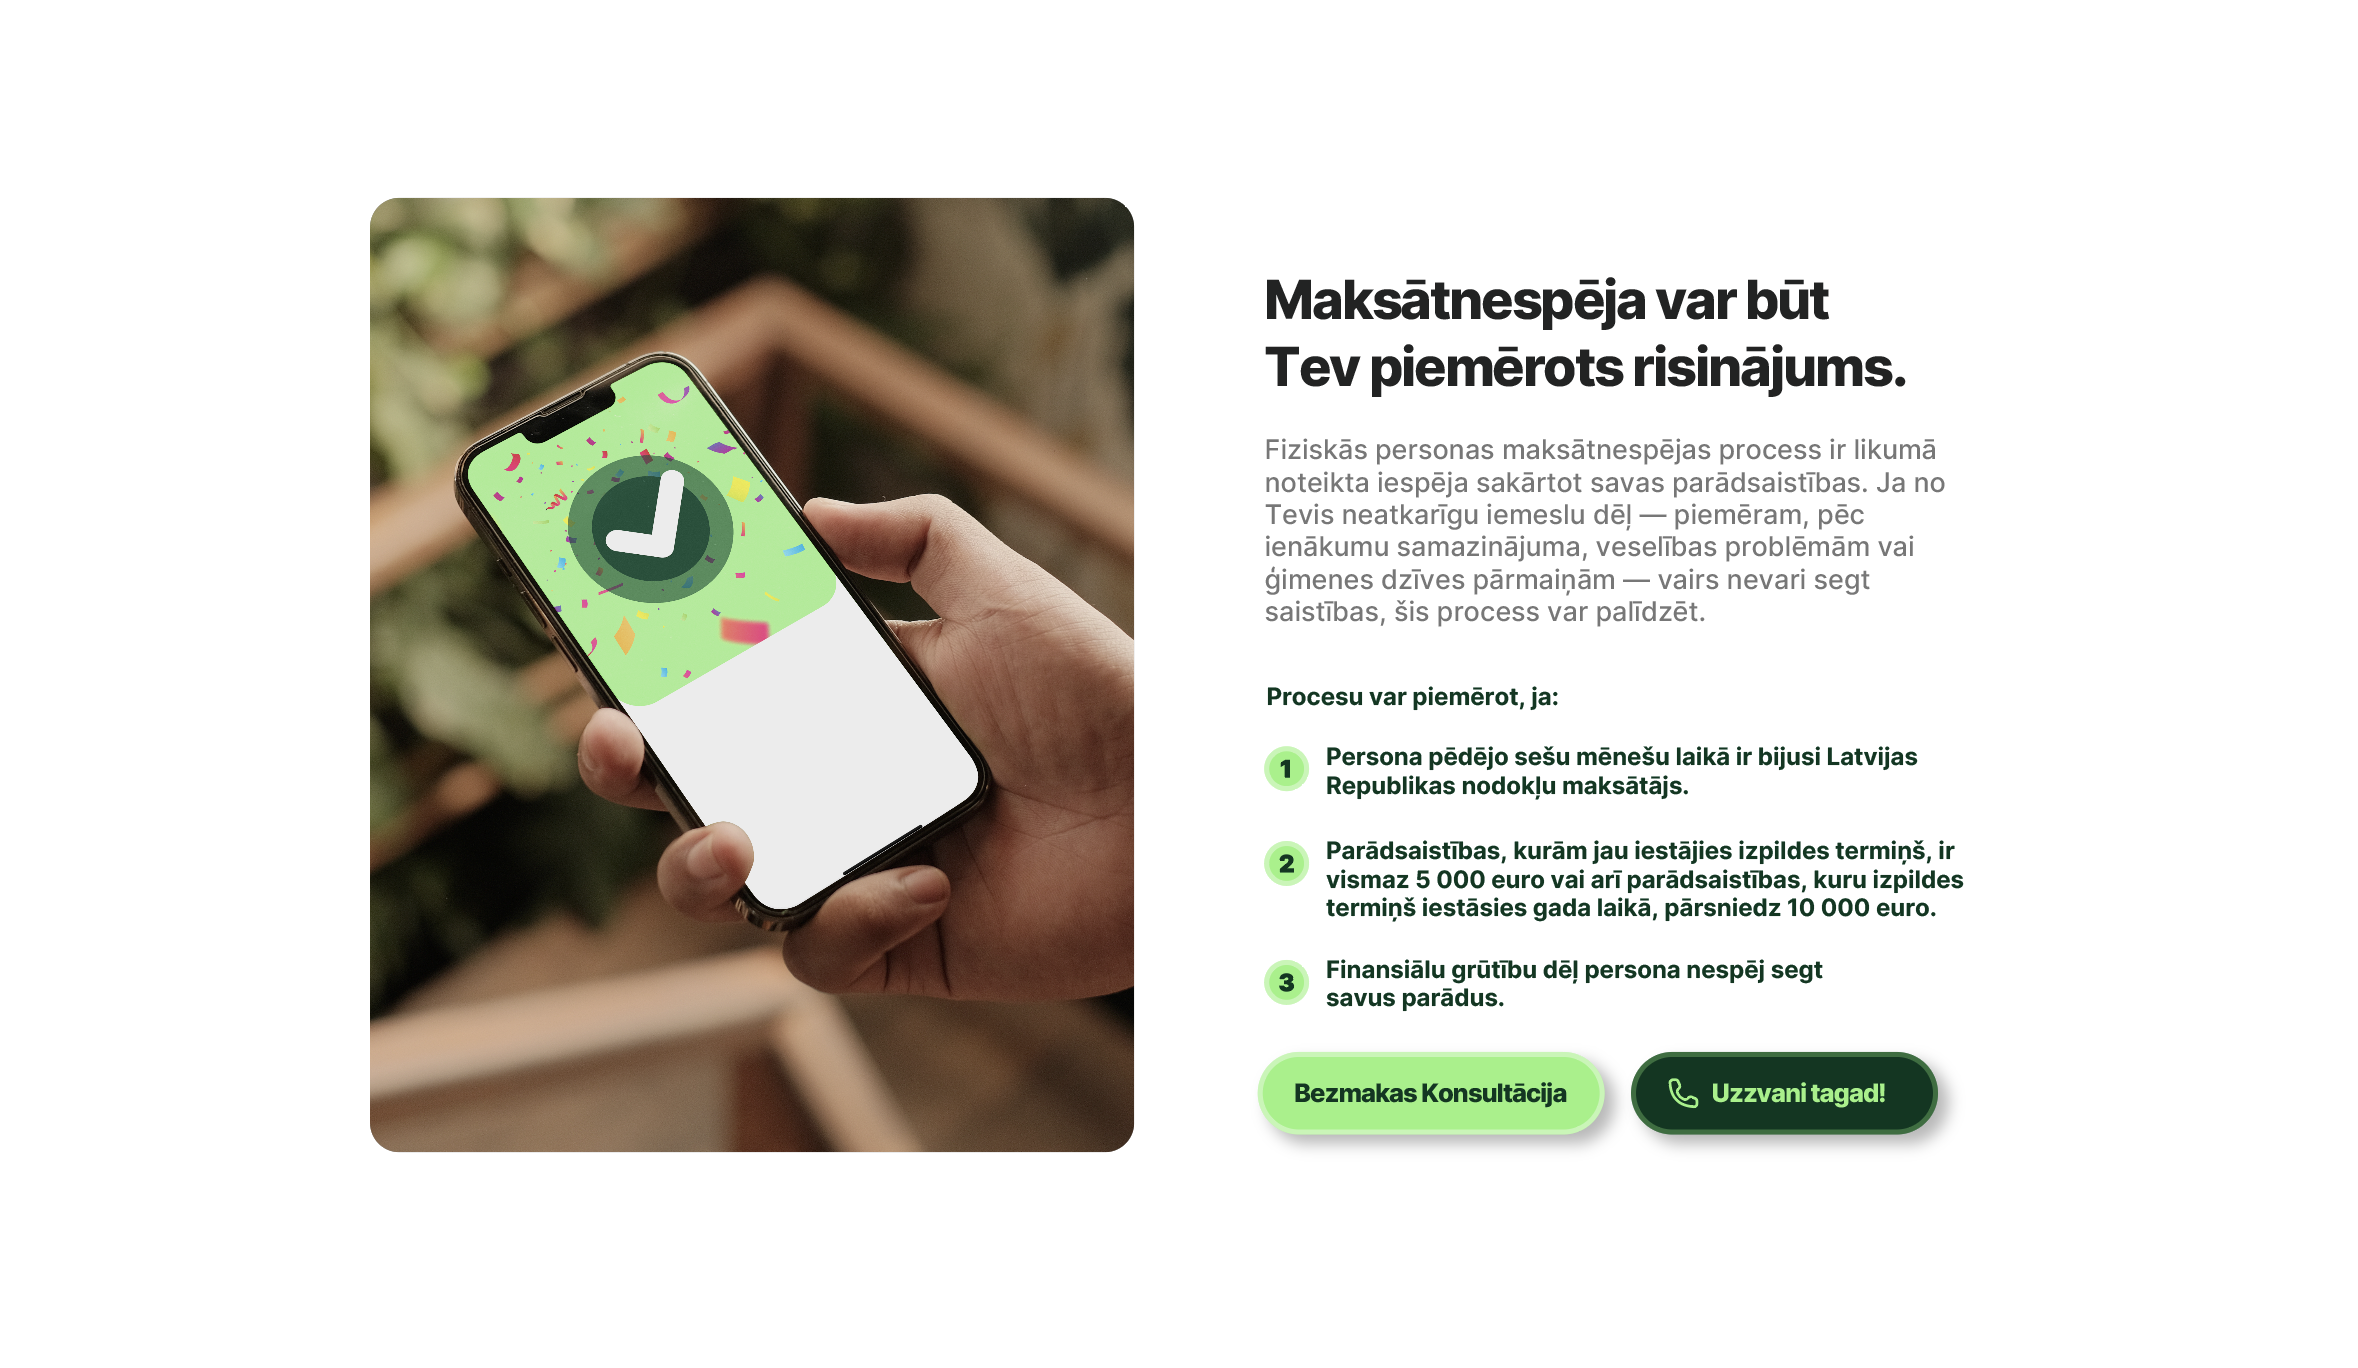 Maksātnespēja var būt
Tev piemērots risinājums.
Fiziskās personas maksātnespējas process ir likumā
noteikta iespēja sakārtot savas parādsaistības. Ja no
Tevis neatkarīgu iemeslu dēļ — piemēram, pēc
ienākumu samazinājuma, veselības problēmām vai
ģimenes dzīves pārmaiņām — vairs nevari segt
saistības, šis process var palīdzēt.
Procesu var piemērot, ja:
1 Persona pēdējo sešu mēnešu laikā ir bijusi Latvijas
Republikas nodokļu maksātājs.
2 Parādsaistības, kurām jau iestājies izpildes termiņš, ir
vismaz 5 000 euro vai arī parādsaistības, kuru izpildes
termiņš iestāsies gada laikā, pārsniedz 10 000 euro.
3 Finansiālu grūtību dēļ persona nespēj segt
savus parādus.
Bezmakas Konsultācija
Uzzvani tagad!